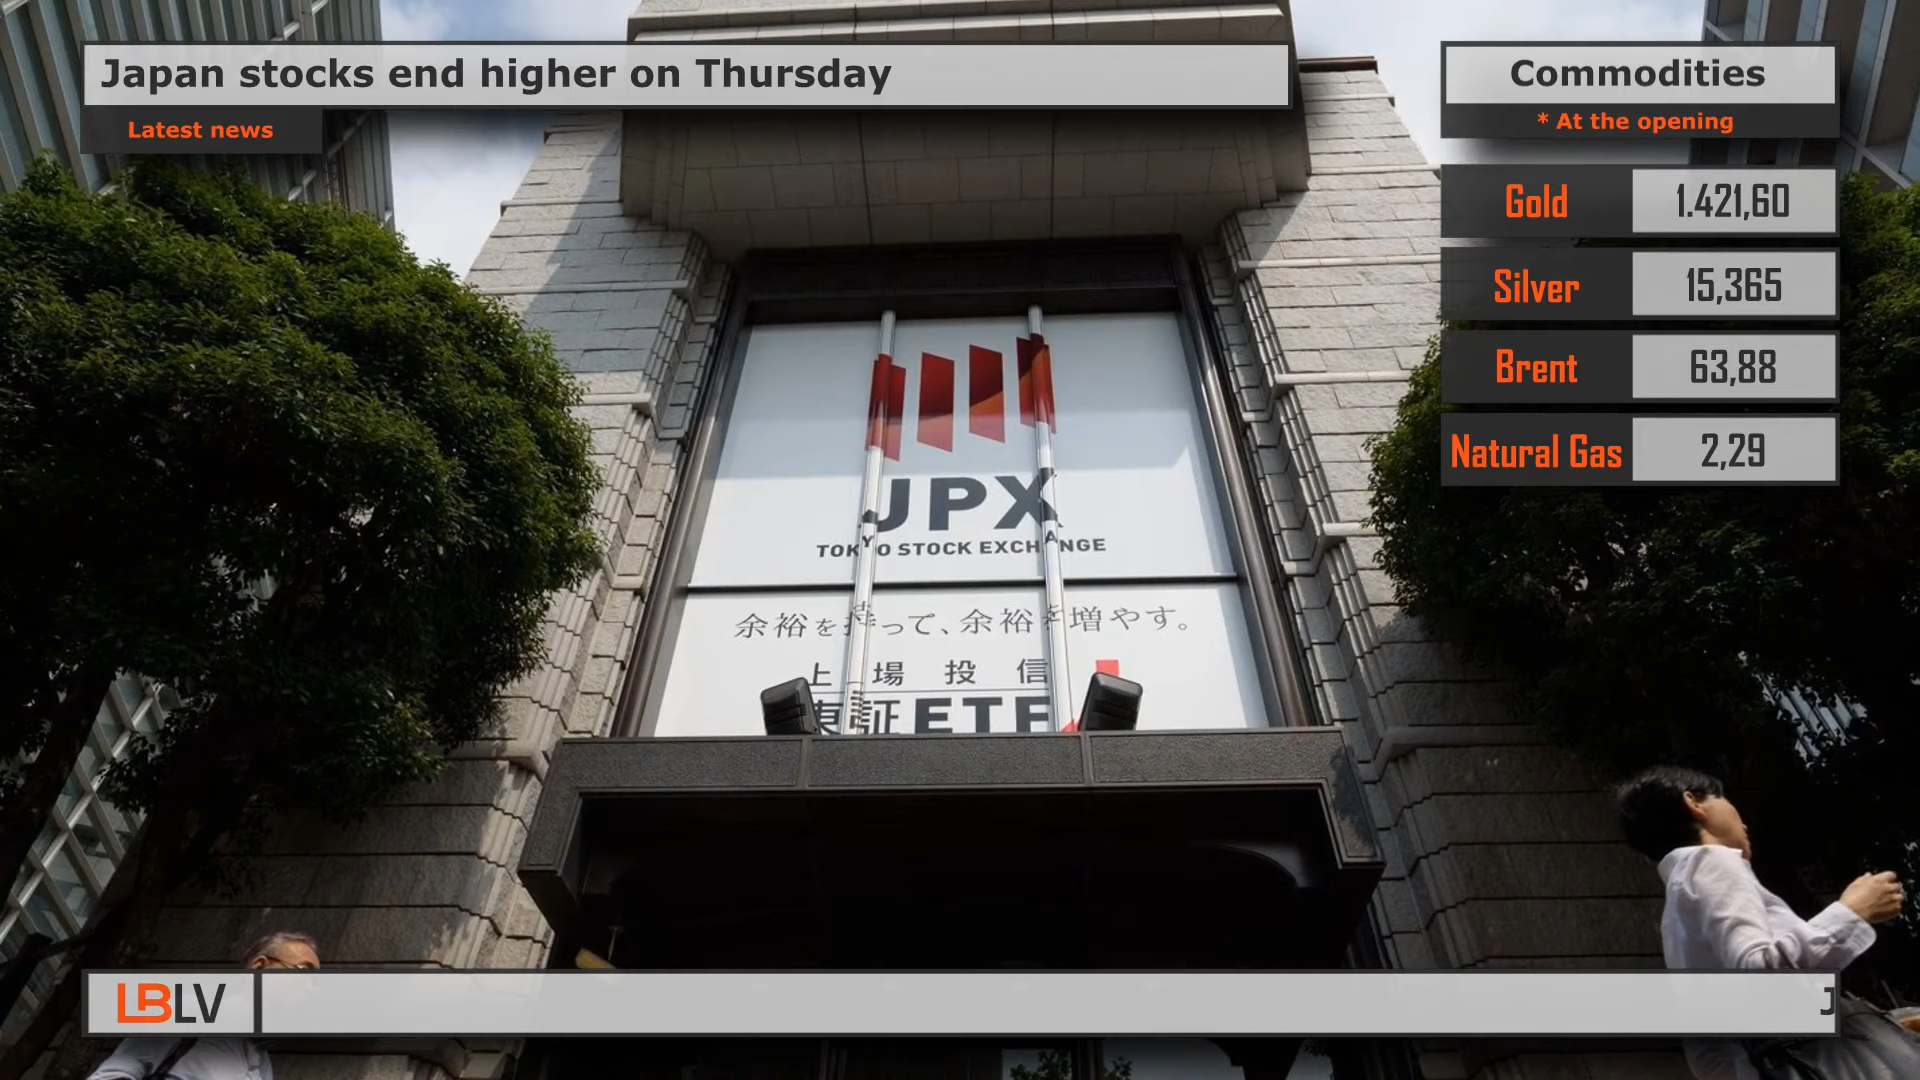 Japan stocks end higher on Thursday
Latest news
Commodities
* At the opening
Gold 1.421,60
Silver 15,365
Brent 63,88
Natural Gas 2,29
JPX
TOKYO STOCK EXCHANGE
余裕を持って、余裕を増やす。
上場投信
東証ETF
LBLV
J